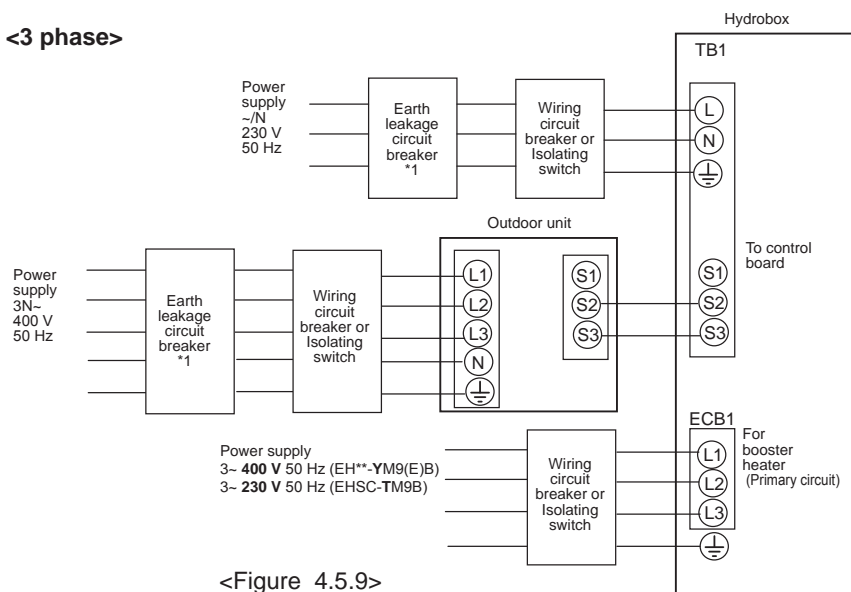 <3 phase>
Hydrobox
TB1
Power
supply
~/N
230 V
50 Hz
Earth
leakage
circuit
breaker
*1
Wiring
circuit
breaker or
Isolating
switch
L
N
Outdoor unit
To control
board
Power
supply
3N~
400 V
50 Hz
Earth
leakage
circuit
breaker
*1
Wiring
circuit
breaker or
Isolating
switch
L1
L2
L3
N
S1
S2
S3
S1
S2
S3
ECB1
For
booster
heater
(Primary circuit)
Power supply
3~ 400 V 50 Hz (EH**-YM9(E)B)
3~ 230 V 50 Hz (EHSC-TM9B)
Wiring
circuit
breaker or
Isolating
switch
L1
L2
L3
<Figure 4.5.9>